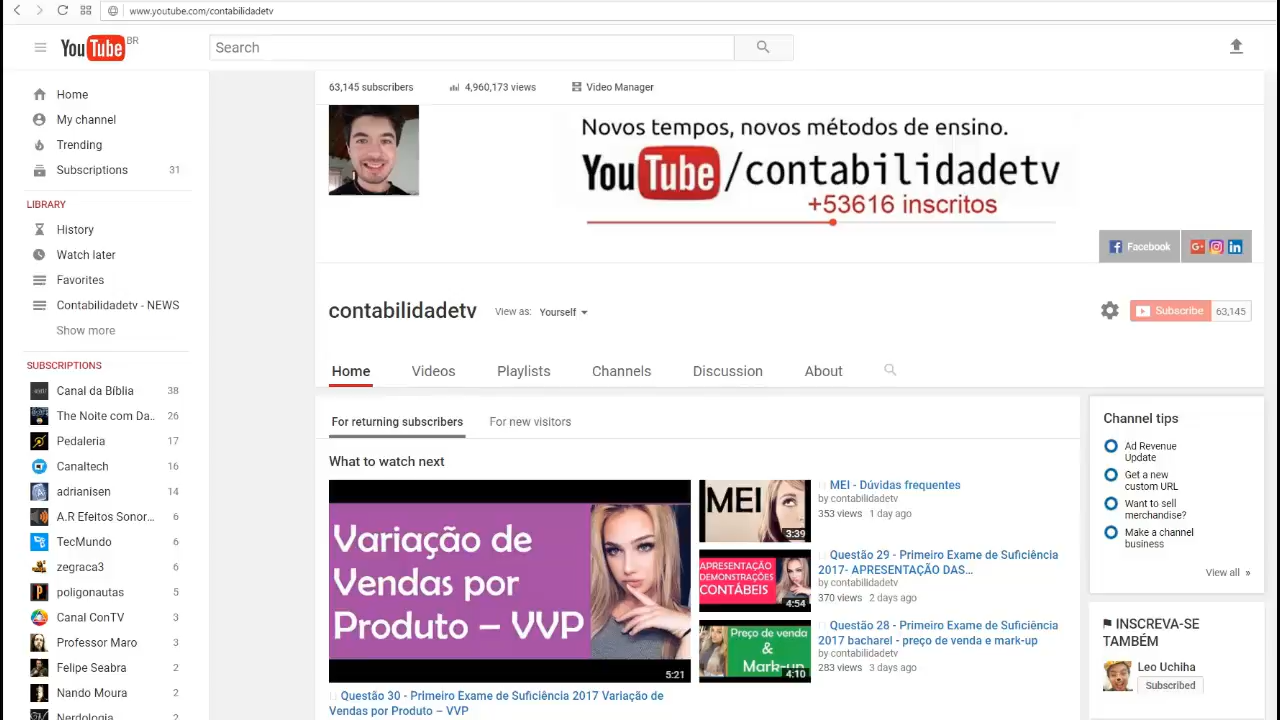 www.youtube.com/contabilidadetv
YouTube BR
Search
Home
My channel
Trending
Subscriptions 31
LIBRARY
History
Watch later
Favorites
Contabilidadetv - NEWS
Show more
SUBSCRIPTIONS
Canal da Bíblia 38
The Noite com Da.. 26
Pedaleria 17
Canaltech 16
adrianisen 14
A.R Efeitos Sonor... 6
TecMundo 6
zegraca3 6
poligonautas 5
Canal ConTV 3
Professor Maro 3
Felipe Seabra 2
Nando Moura 2
Nerdologia 2
63,145 subscribers
4,960,173 views
Video Manager
Novos tempos, novos métodos de ensino.
YouTube/contabilidadetv
+53616 inscritos
Facebook
contabilidadetv
View as: Yourself
Subscribe 63,145
Home
Videos
Playlists
Channels
Discussion
About
For returning subscribers
For new visitors
What to watch next
Variação de
Vendas por
Produto – VVP
5:21
Questão 30 - Primeiro Exame de Suficiência 2017 Variação de
Vendas por Produto – VVP
MEI
3:39
MEI - Dúvidas frequentes
by contabilidadetv
353 views 1 day ago
APRESENTAÇÃO
DEMONSTRAÇÕES
CONTÁBEIS
4:54
Questão 29 - Primeiro Exame de Suficiência
2017- APRESENTAÇÃO DAS...
by contabilidadetv
370 views 2 days ago
Preço de venda
&
Mark-up
4:10
Questão 28 - Primeiro Exame de Suficiência
2017 bacharel - preço de venda e mark-up
by contabilidadetv
283 views 3 days ago
Channel tips
Ad Revenue
Update
Get a new
custom URL
Want to sell
merchandise?
Make a channel
business
View all »
INSCREVA-SE
TAMBÉM
Leo Uchiha
Subscribed